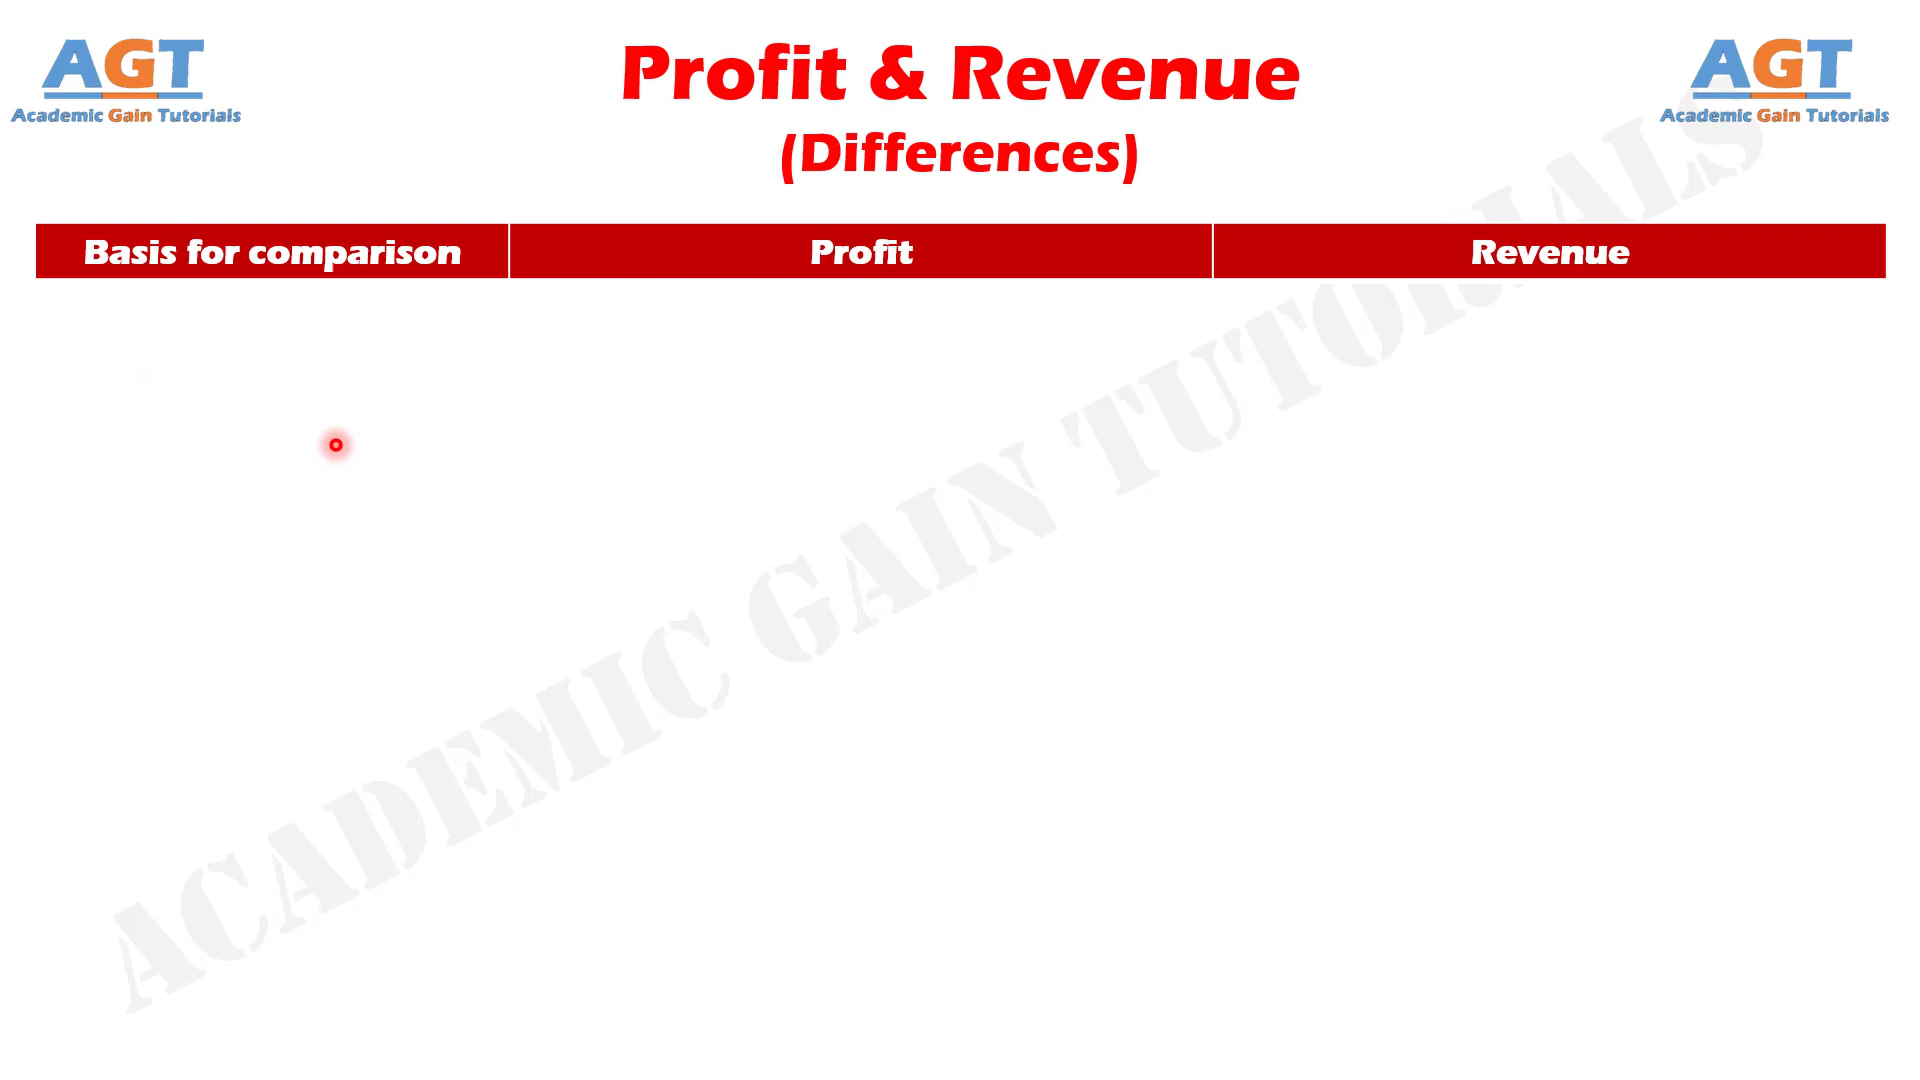 AGT
Academic Gain Tutorials
Profit & Revenue
(Differences)
AGT
Academic Gain Tutorials
Basis for comparison Profit Revenue
ACADEMIC GAIN TUTORIALS